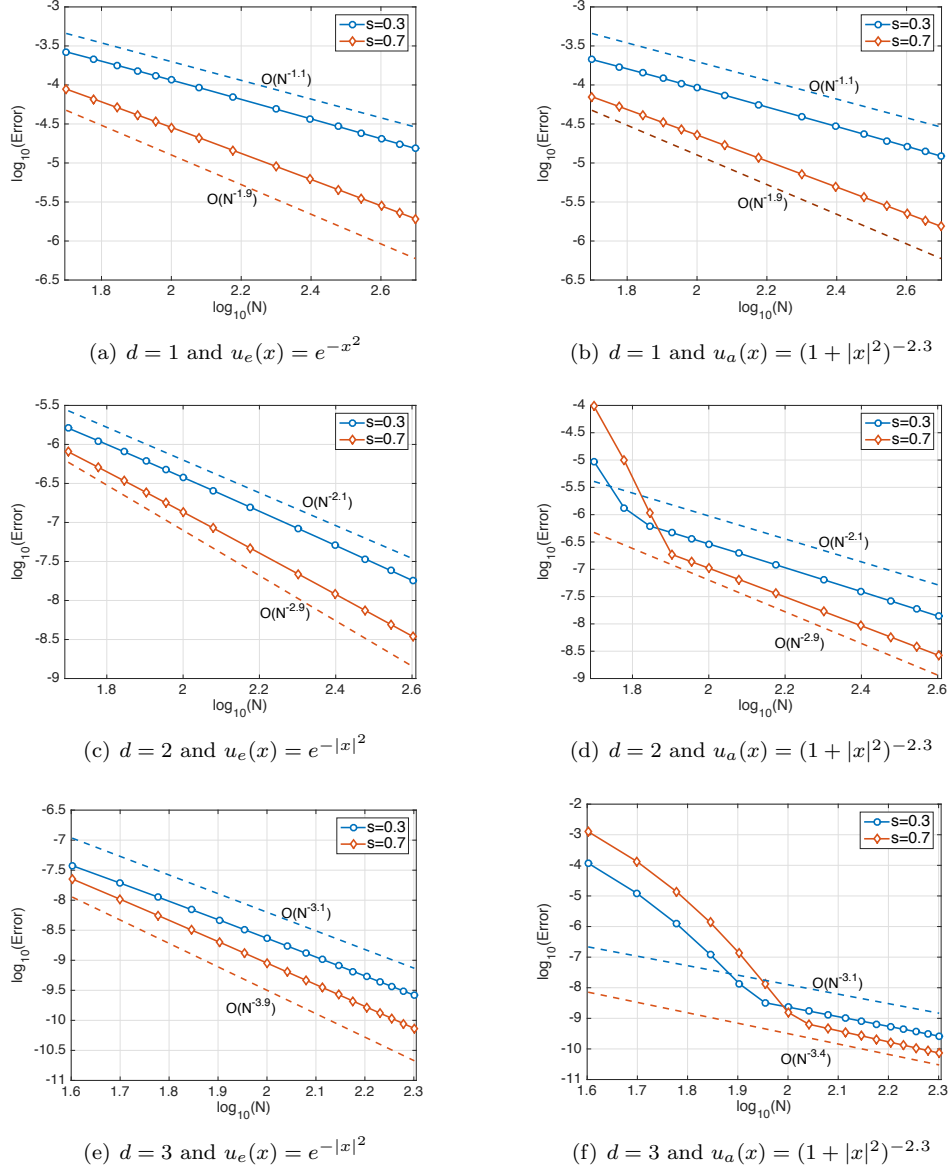 -3
-3.5
-4
-4.5
-5
-5.5
-6
-6.5
log₁₀(Error)
s=0.3
s=0.7
O(N⁻¹·¹)
O(N⁻¹·⁹)
1.8 2 2.2 2.4 2.6
log₁₀(N)
(a) d = 1 and uₑ(x) = e^{−x²}
-3
-3.5
-4
-4.5
-5
-5.5
-6
-6.5
log₁₀(Error)
s=0.3
s=0.7
O(N⁻¹·¹)
O(N⁻¹·⁹)
1.8 2 2.2 2.4 2.6
log₁₀(N)
(b) d = 1 and uₐ(x) = (1 + |x|²)⁻²·³
-5.5
-6
-6.5
-7
-7.5
-8
-8.5
-9
log₁₀(Error)
s=0.3
s=0.7
O(N⁻²·¹)
O(N⁻²·⁹)
1.8 2 2.2 2.4 2.6
log₁₀(N)
(c) d = 2 and uₑ(x) = e^{−|x|²}
-4
-4.5
-5
-5.5
-6
-6.5
-7
-7.5
-8
-8.5
-9
log₁₀(Error)
s=0.3
s=0.7
O(N⁻²·¹)
O(N⁻²·⁹)
1.8 2 2.2 2.4 2.6
log₁₀(N)
(d) d = 2 and uₐ(x) = (1 + |x|²)⁻²·³
-6.5
-7
-7.5
-8
-8.5
-9
-9.5
-10
-10.5
-11
log₁₀(Error)
s=0.3
s=0.7
O(N⁻³·¹)
O(N⁻³·⁹)
1.6 1.7 1.8 1.9 2 2.1 2.2 2.3
log₁₀(N)
(e) d = 3 and uₑ(x) = e^{−|x|²}
-2
-3
-4
-5
-6
-7
-8
-9
-10
-11
log₁₀(Error)
s=0.3
s=0.7
O(N⁻³·¹)
O(N⁻³·⁴)
1.6 1.7 1.8 1.9 2 2.1 2.2 2.3
log₁₀(N)
(f) d = 3 and uₐ(x) = (1 + |x|²)⁻²·³